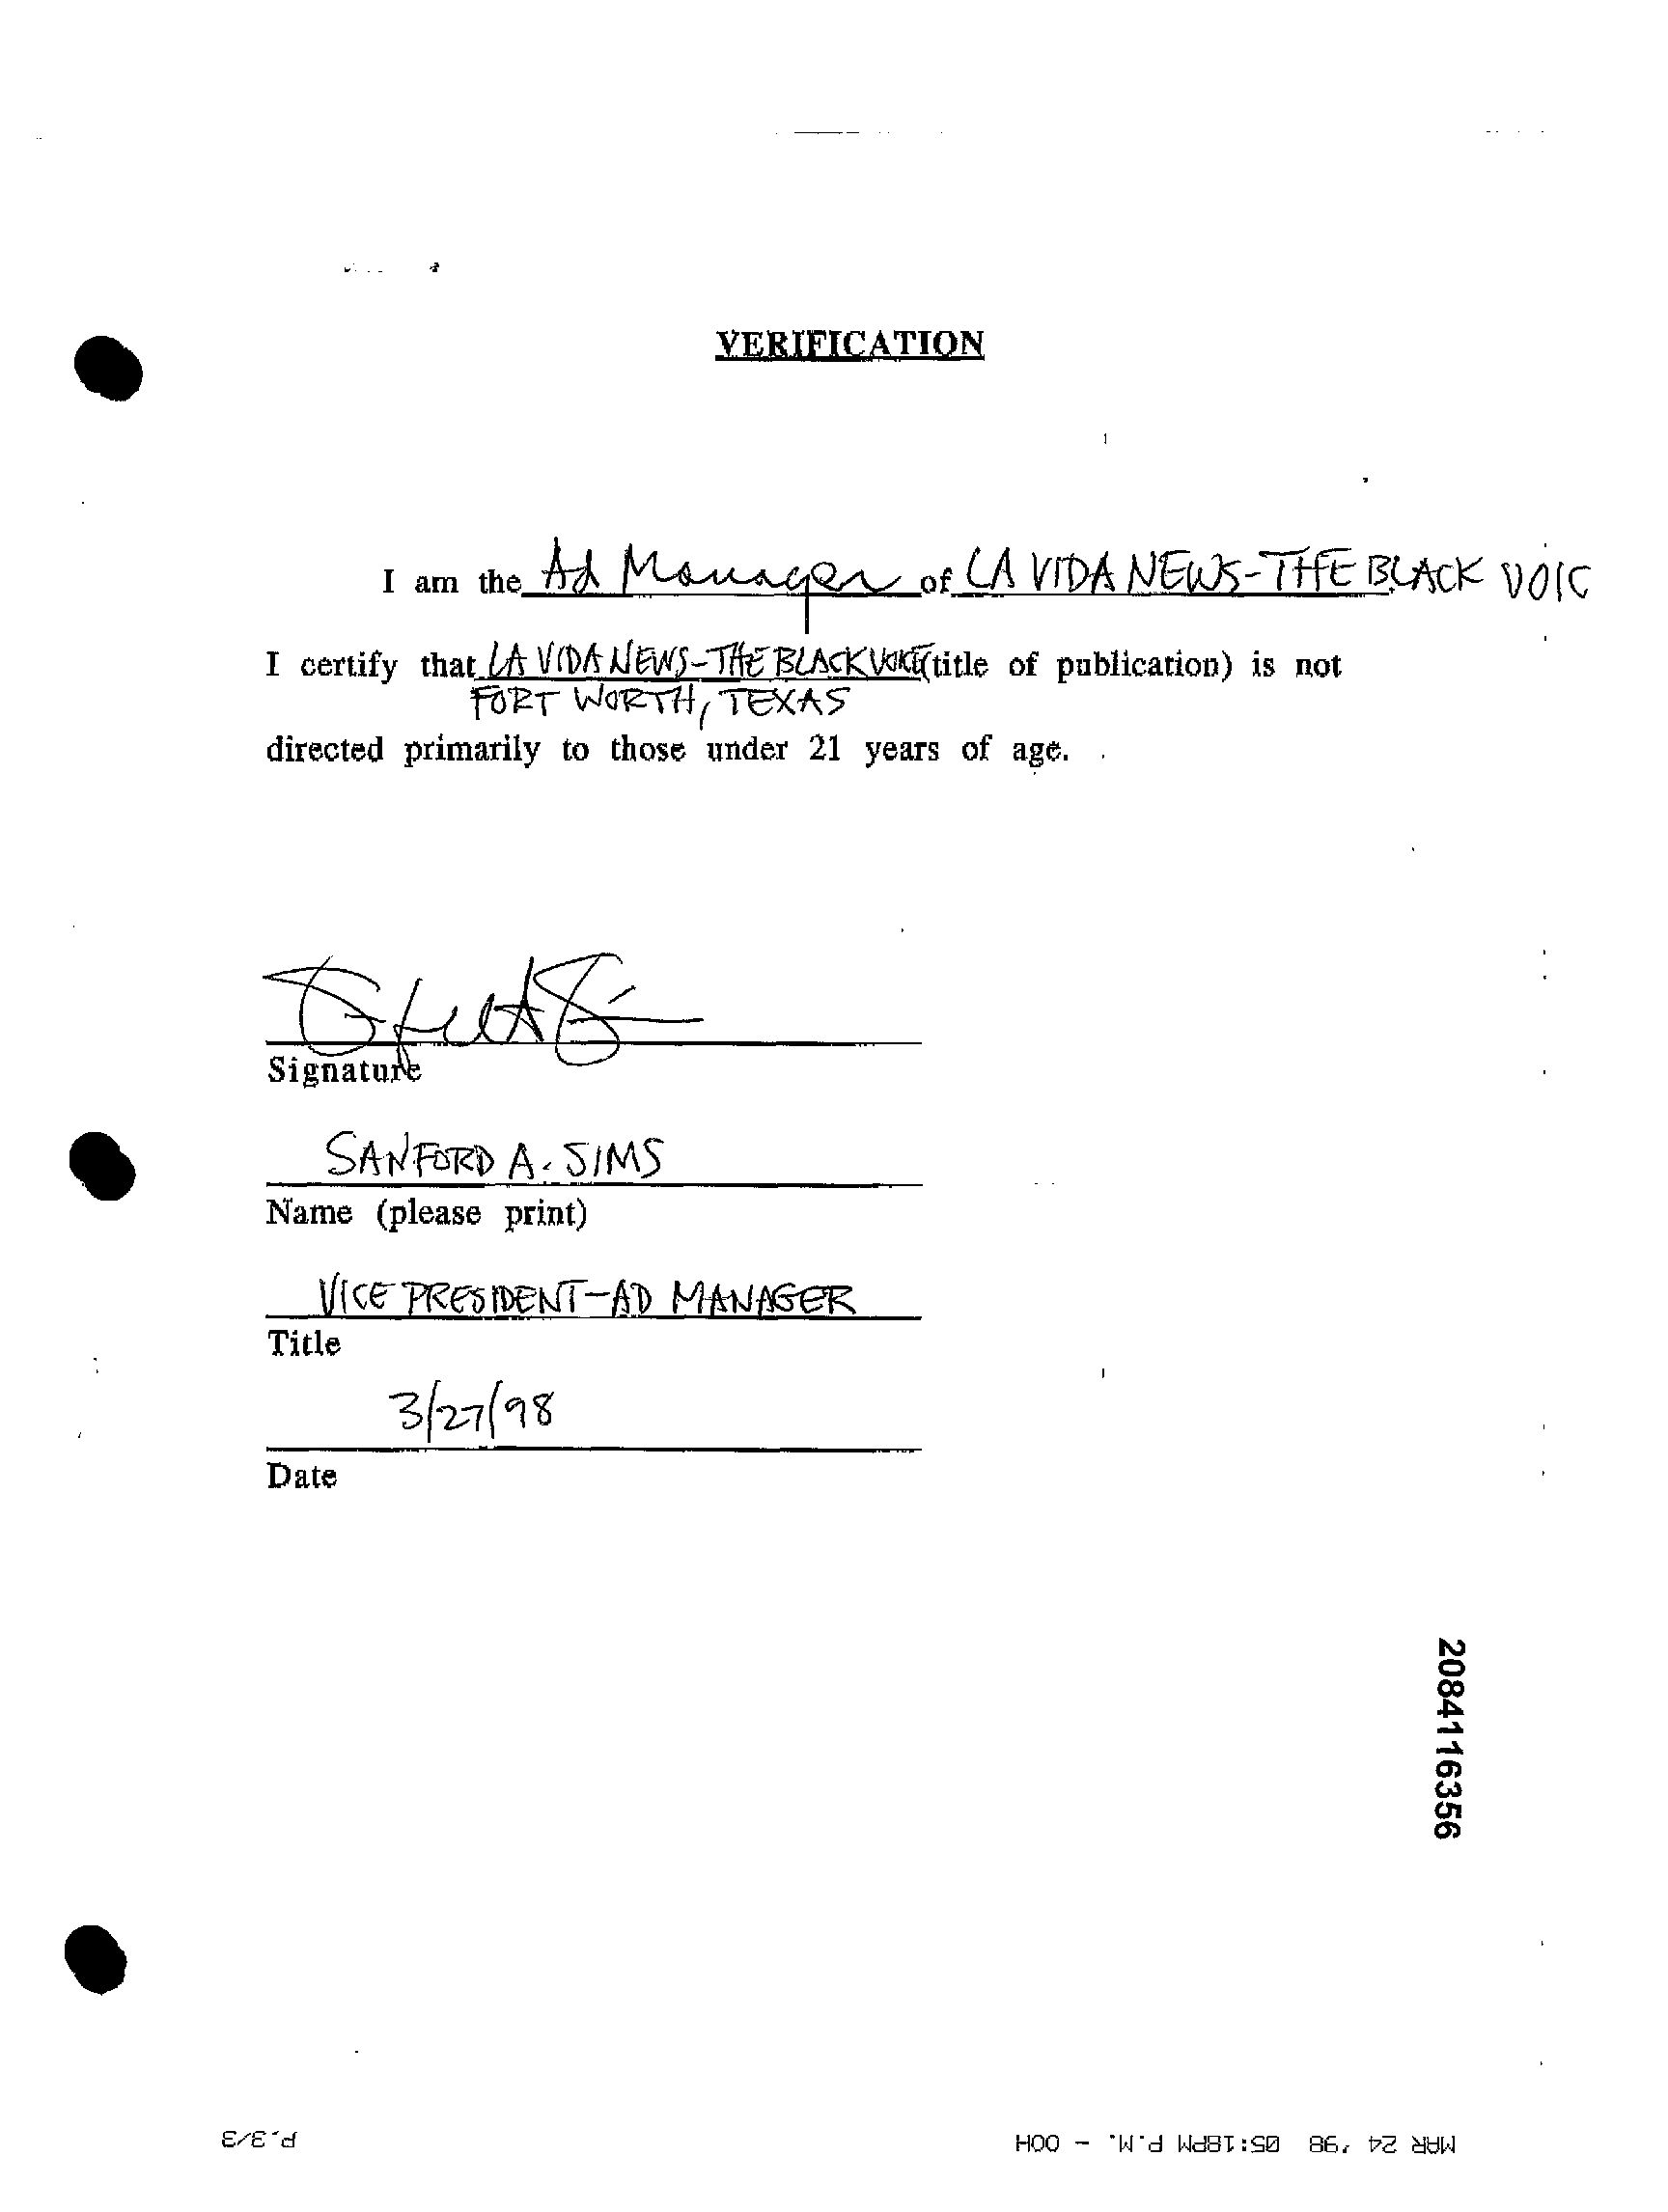 VERIFICATION
I am the Ad Manager of LA VIDA NEWS-THE BLACK VOIC
I certify that LA VIDA NEWS-THE BLACK VOICE (title of publication) is not
FORT WORTH, TEXAS
directed primarily to those under 21 years of age.
Signature
SANFORD A. SIMS
Name (please print)
VICE PRESIDENT-AD MANAGER
Title
3/27/98
Date
2084116356
MAR 24 '98 05:18PM P.M. - OOH
P.3/3